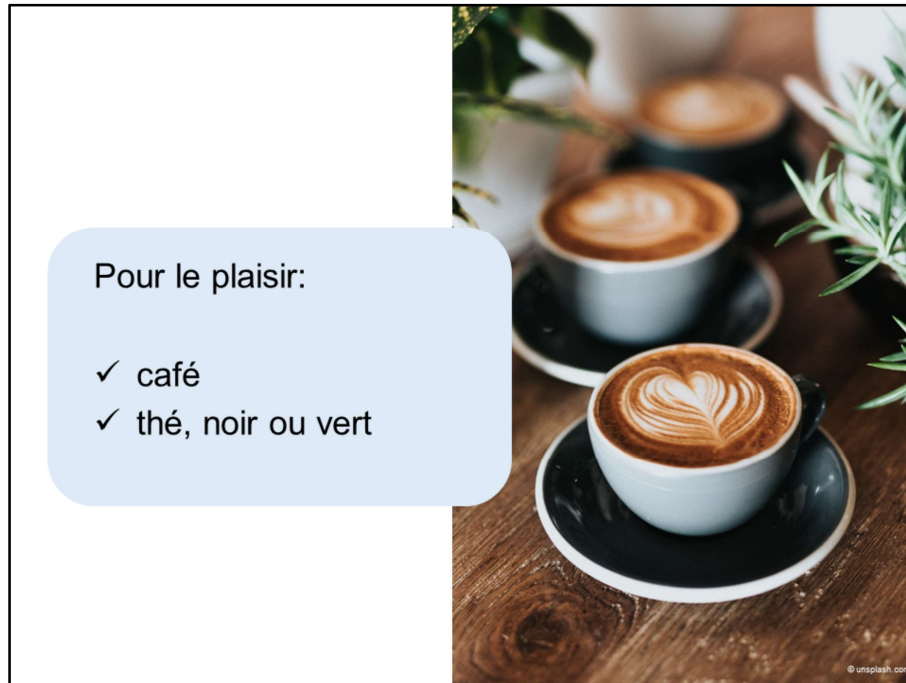 Pour le plaisir:
✓ café
✓ thé, noir ou vert
© unsplash.com